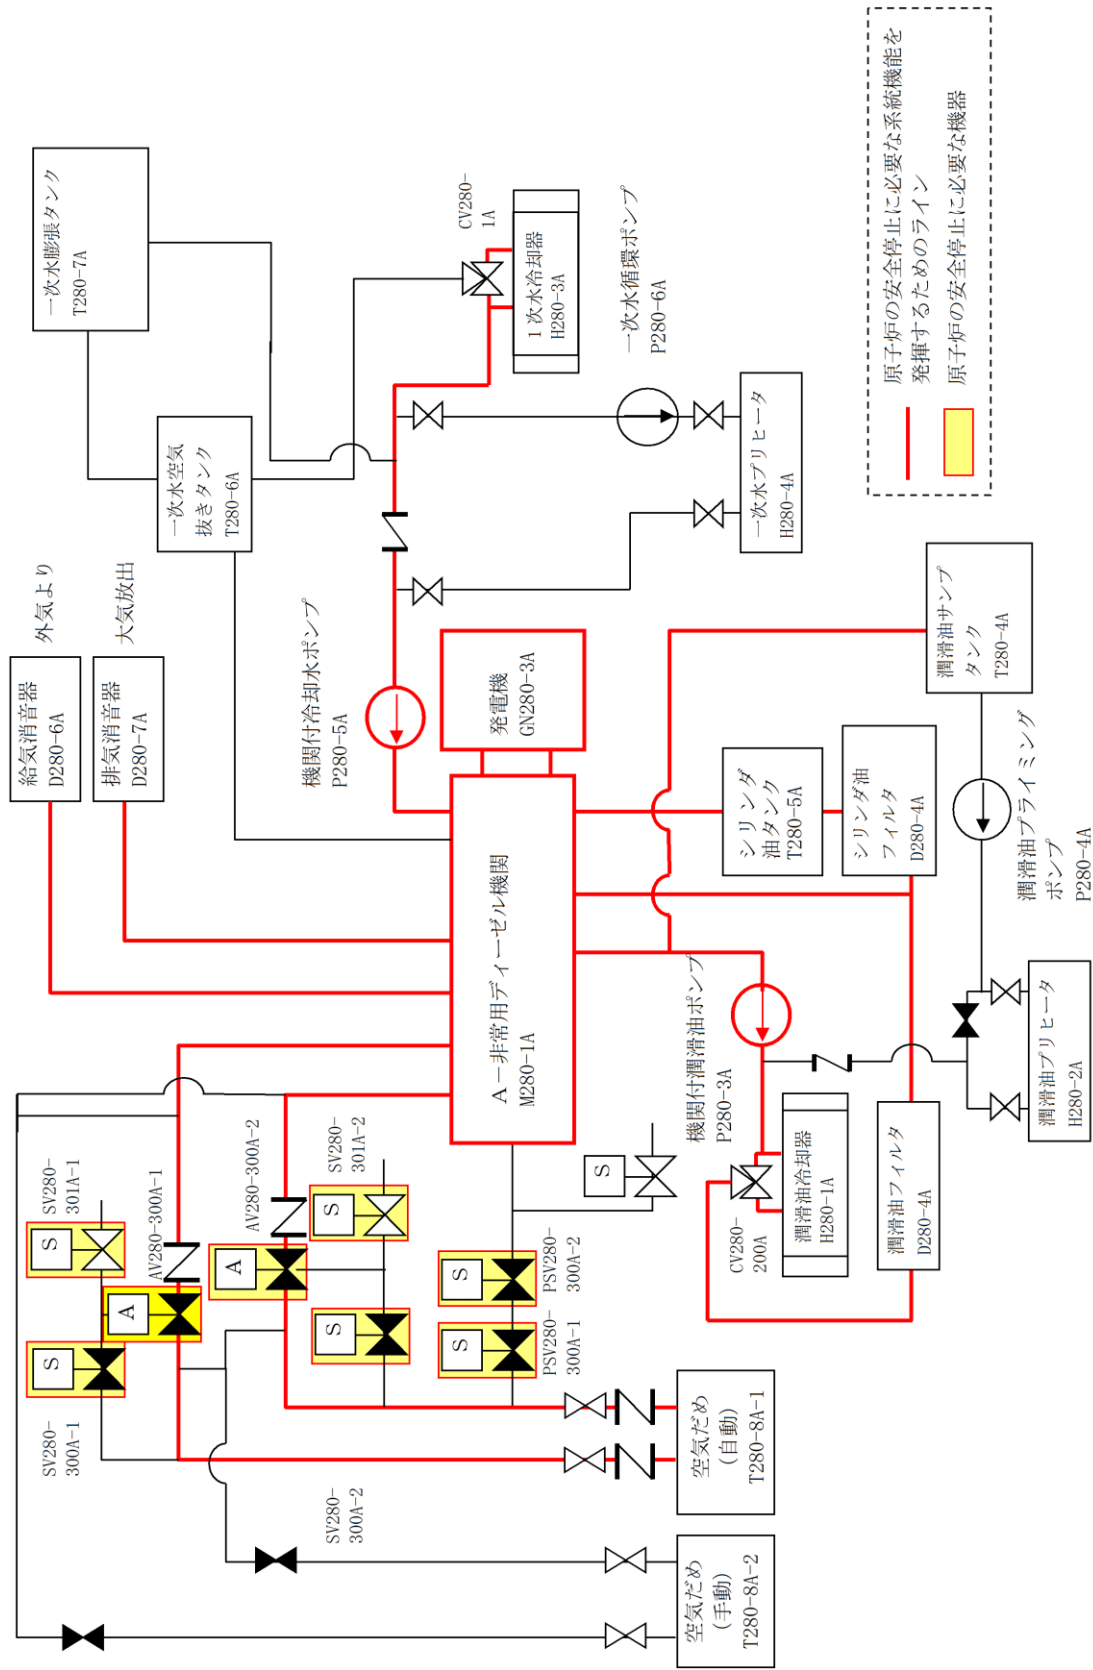 一次水膨張タンク
T280-7A
一次水空気
抜きタンク
T280-6A
外気より
給気消音器
D280-6A
大気放出
排気消音器
D280-7A
CV280-
1A
1次水冷却器
H280-3A
一次水循環ポンプ
P280-6A
一次水プリヒータ
H280-4A
機関付冷却水ポンプ
P280-5A
発電機
GN280-3A
A－非常用ディーゼル機関
M280-1A
シリンダ
油タンク
T280-5A
シリンダ油
フィルタ
D280-4A
潤滑油サンプ
タンク
T280-4A
潤滑油プライミング
ポンプ
P280-4A
潤滑油プリヒータ
H280-2A
機関付潤滑油ポンプ
P280-3A
CV280-
200A
潤滑油冷却器
H280-1A
潤滑油フィルタ
D280-4A
SV280-
301A-1
S
AV280-300A-1
A
SV280-
300A-1
S
AV280-300A-2
A
SV280-
301A-2
S
S
SV280-
300A-2
S
PSV280-
300A-2
S
PSV280-
300A-1
S
空気だめ
(自動)
T280-8A-1
空気だめ
(手動)
T280-8A-2
原子炉の安全停止に必要な系統機能を
発揮するためのライン
原子炉の安全停止に必要な機器